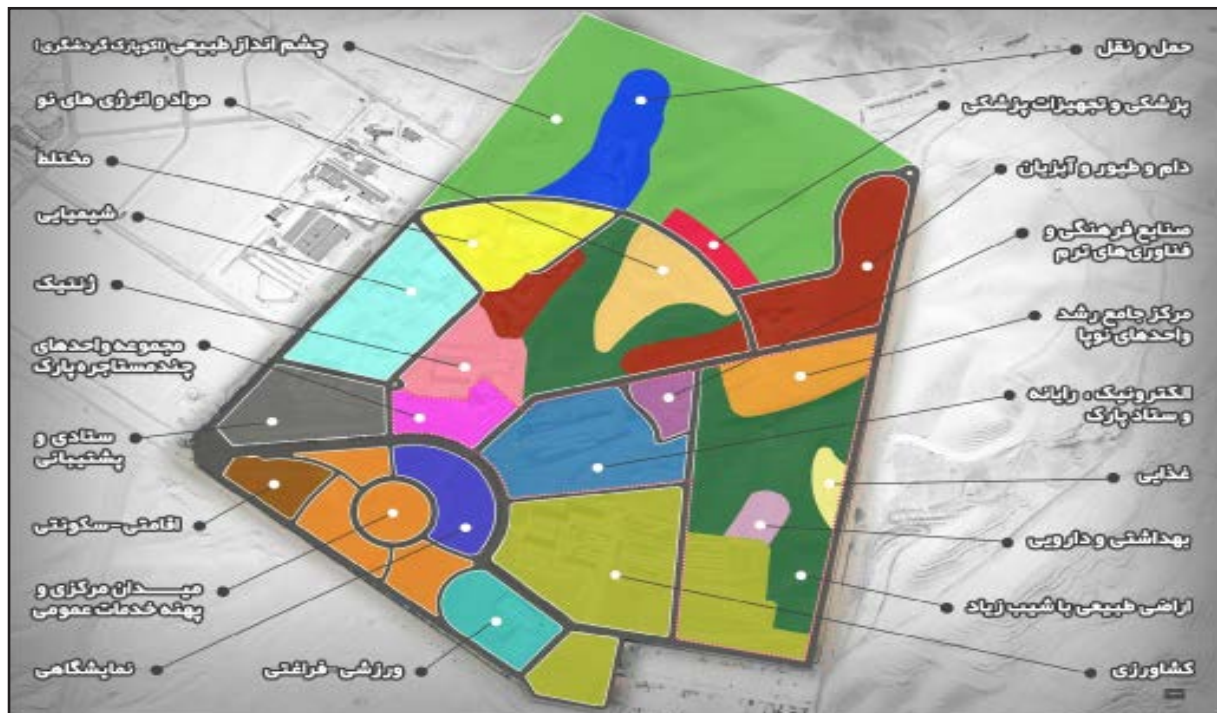 حمل و نقل
پزشکی و تجهیزات پزشکی
دام و طیور و آبزیان
صنایع فرهنگی و
فناوری‌های نرم
مرکز جامع رشد
واحدهای نوپا
الکترونیک، رایانه
و ستاد پارک
غذایی
بهداشتی و دارویی
اراضی طبیعی با شیب زیاد
کشاورزی
چشم انداز طبیعی (اکوپارک گردشگری)
مواد و انرژی های نو
مختلط
شیمیایی
ژنتیک
مجموعه واحدهای
چند مستاجره پارک
ستادی و
پشتیبانی
اقامتی-سکونتی
میدان مرکزی و
پهنه خدمات عمومی
نمایشگاهی
ورزشی-فراغتی